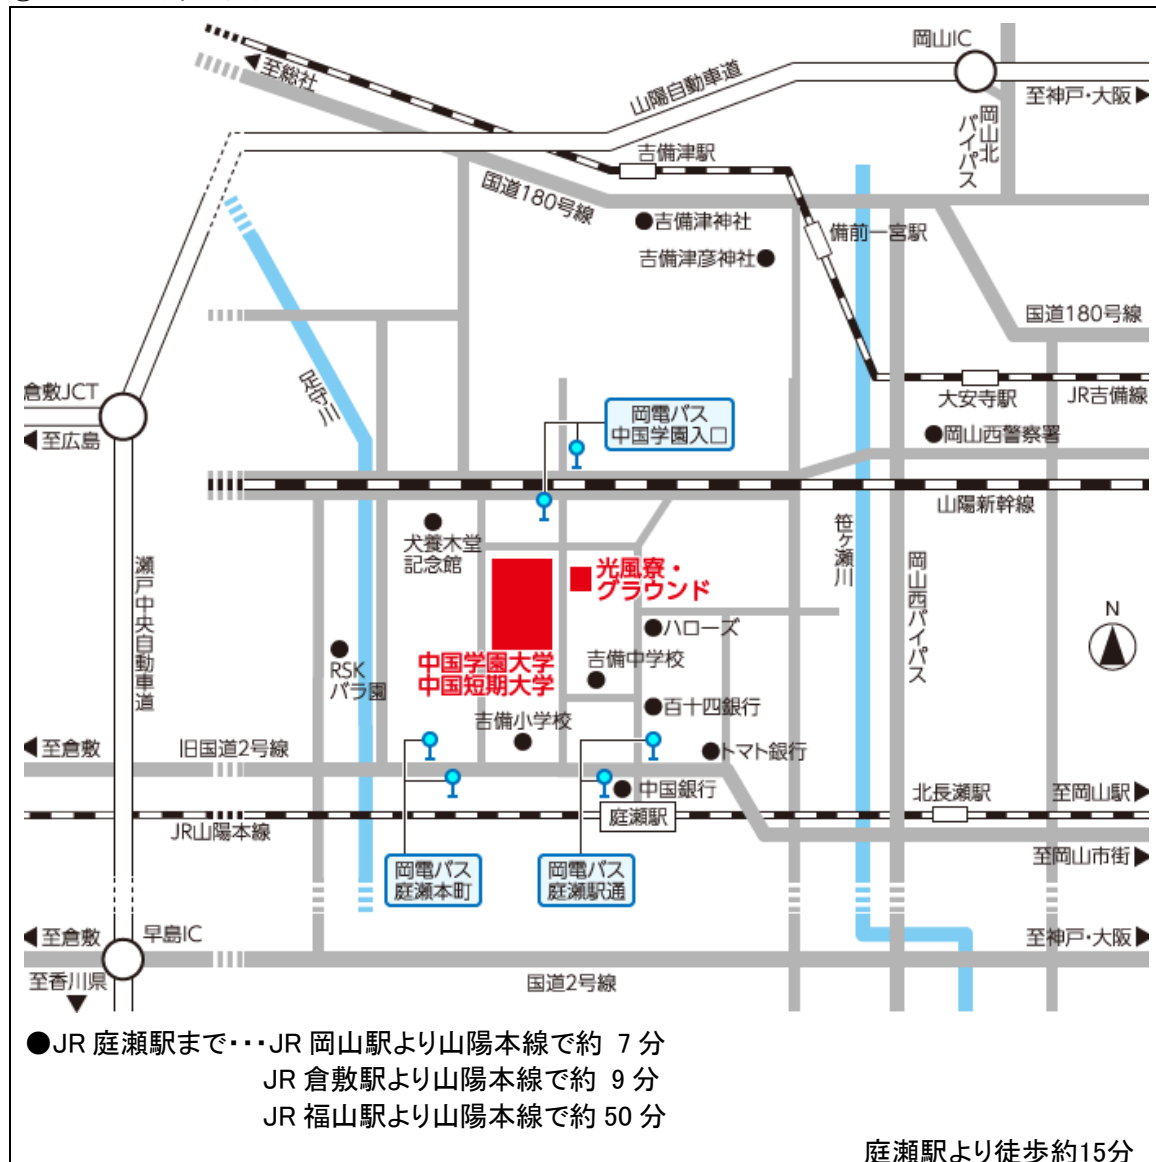 岡山IC
至総社
山陽自動車道
至神戸・大阪
岡山北
バイパス
吉備津駅
国道180号線
吉備津神社
備前一宮駅
吉備津彦神社
国道180号線
足守川
倉敷JCT
至広島
大安寺駅
JR吉備線
岡電バス
中国学園入口
岡山西警察署
山陽新幹線
犬養木堂
記念館
笹ヶ瀬川
岡山西バイパス
瀬戸中央自動車道
光風寮・
グラウンド
N
ハローズ
RSK
バラ園
中国学園大学
中国短期大学
吉備中学校
百十四銀行
吉備小学校
至倉敷
旧国道2号線
トマト銀行
中国銀行
北長瀬駅
至岡山駅
庭瀬駅
JR山陽本線
至岡山市街
岡電バス
庭瀬本町
岡電バス
庭瀬駅通
至倉敷
早島IC
至神戸・大阪
至香川県
国道2号線
●JR 庭瀬駅まで・・・JR 岡山駅より山陽本線で約 7 分
JR 倉敷駅より山陽本線で約 9 分
JR 福山駅より山陽本線で約 50 分
庭瀬駅より徒歩約15分